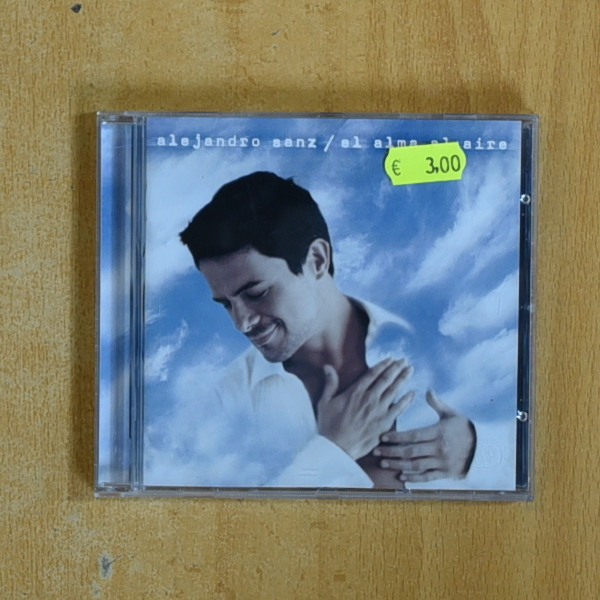 alejandro sanz / el alma al aire
€ 3,00